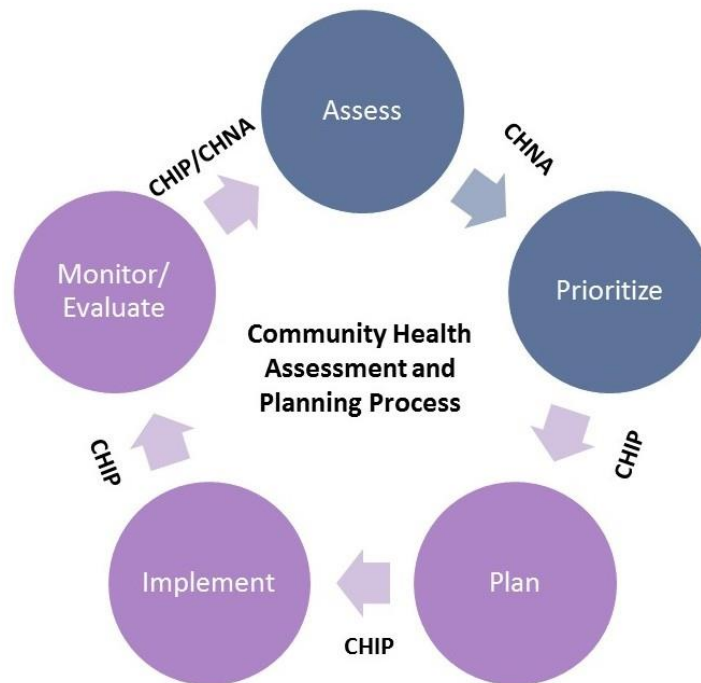 Assess
CHNA
Prioritize
CHIP
Plan
CHIP
Implement
CHIP
Monitor/
Evaluate
CHIP/CHNA
Community Health
Assessment and
Planning Process